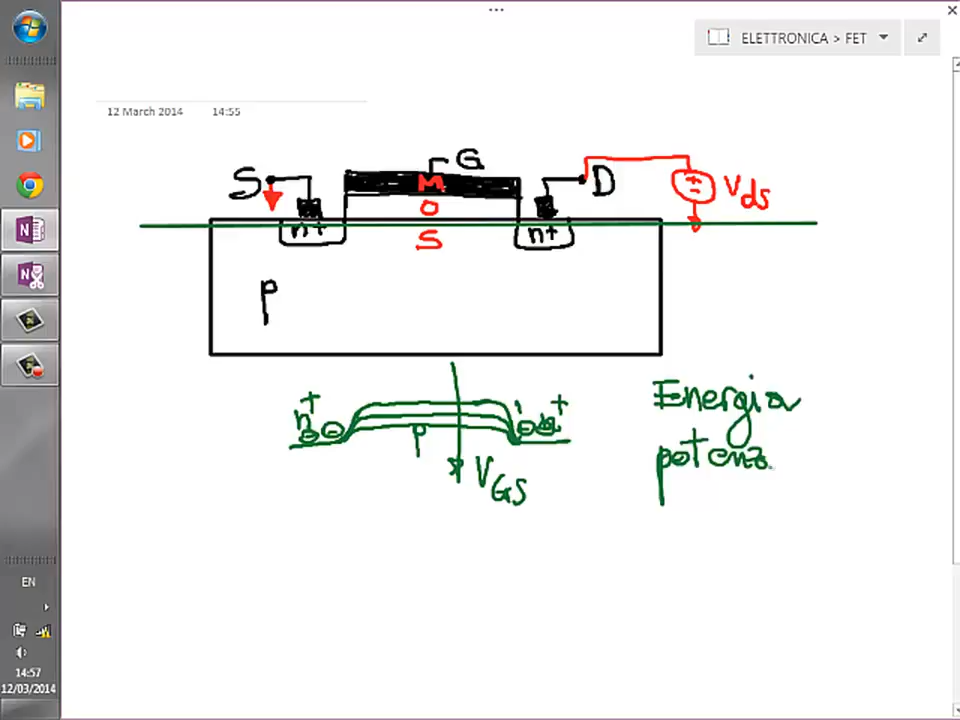 ELETTRONICA > FET
12 March 2014 14:55
S G D
M
O
Vds
n+ n+
S
p
n+ p + Energia
potenz.
VGS
EN
14:57
12/03/2014